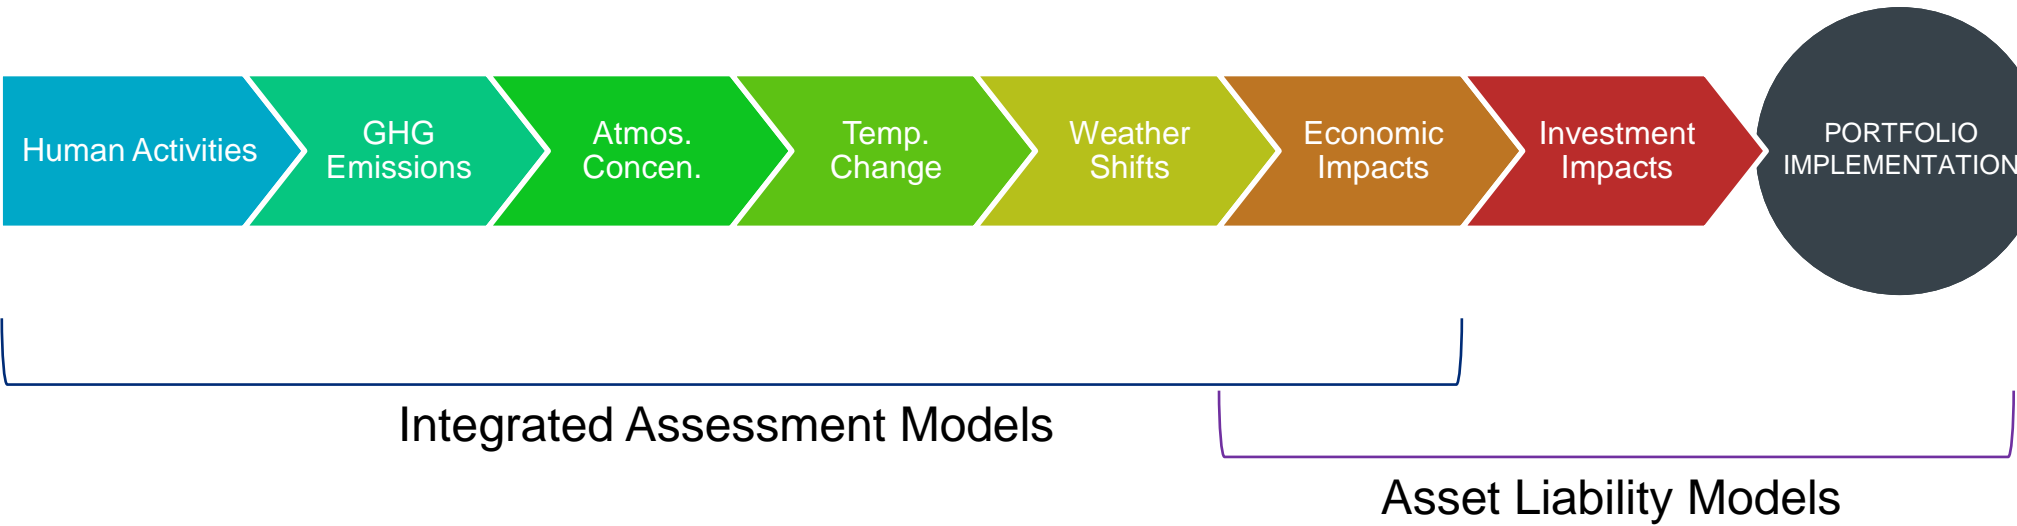 Human Activities
GHG
Emissions
Atmos.
Concen.
Temp.
Change
Weather
Shifts
Economic
Impacts
Investment
Impacts
PORTFOLIO
IMPLEMENTATION
Integrated Assessment Models
Asset Liability Models